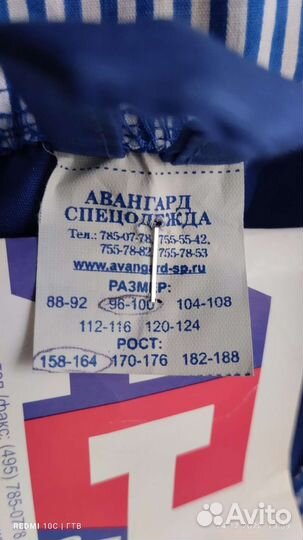 АВАНГАРД
СПЕЦОДЕЖДА
Тел.: 785-07-78, 755-55-42,
755-78-82, 755-78-53
www.avangard-sp.ru
РАЗМЕР:
88-92 96-100 104-108
112-116 120-124
РОСТ:
158-164 170-176 182-188
(495) 785-0
REDMI 10C | ГТВ
Avito